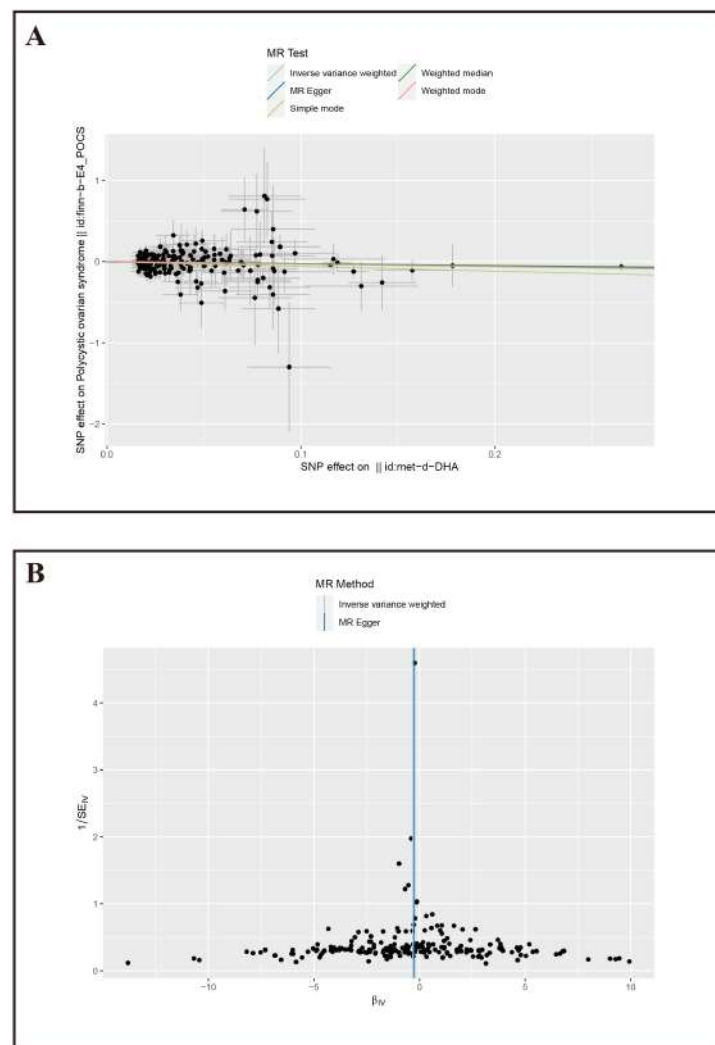 A
MR Test
Inverse variance weighted
Weighted median
MR Egger
Weighted mode
Simple mode
SNP effect on Polycystic ovarian syndrome || id:finn-b-E4_POCS
1
0
−1
−2
0.0
0.1
0.2
SNP effect on || id:met-d-DHA
B
MR Method
Inverse variance weighted
MR Egger
1/SE_IV
4
3
2
1
0
−10
−5
0
5
10
β_IV